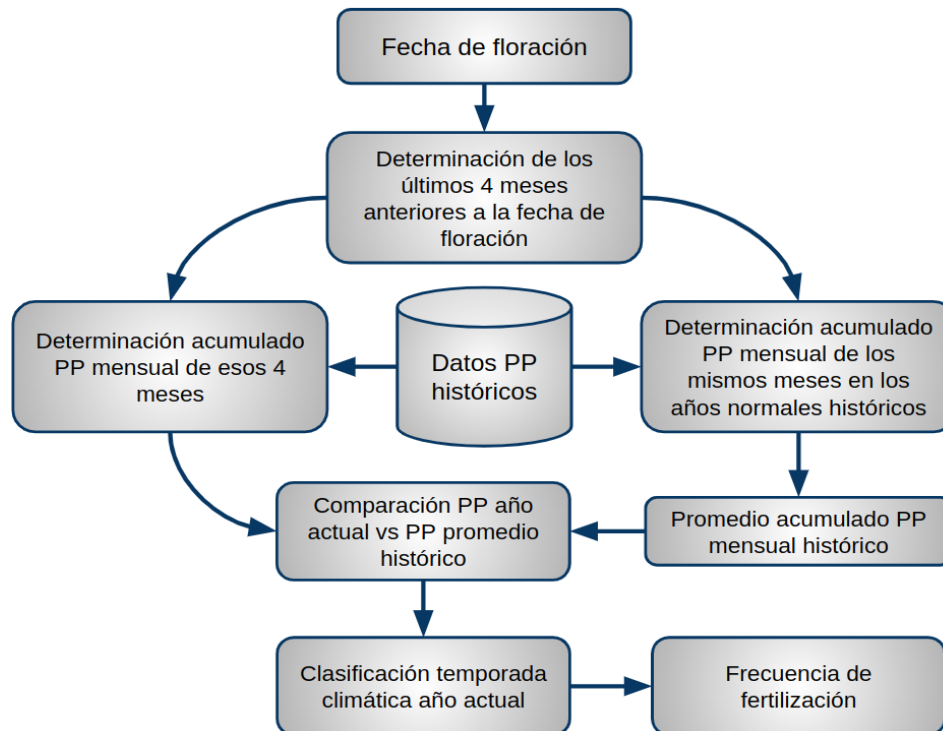 Fecha de floración
Determinación de los
últimos 4 meses
anteriores a la fecha de
floración
Determinación acumulado
PP mensual de esos 4
meses
Datos PP
históricos
Determinación acumulado
PP mensual de los
mismos meses en los
años normales históricos
Comparación PP año
actual vs PP promedio
histórico
Promedio acumulado PP
mensual histórico
Clasificación temporada
climática año actual
Frecuencia de
fertilización